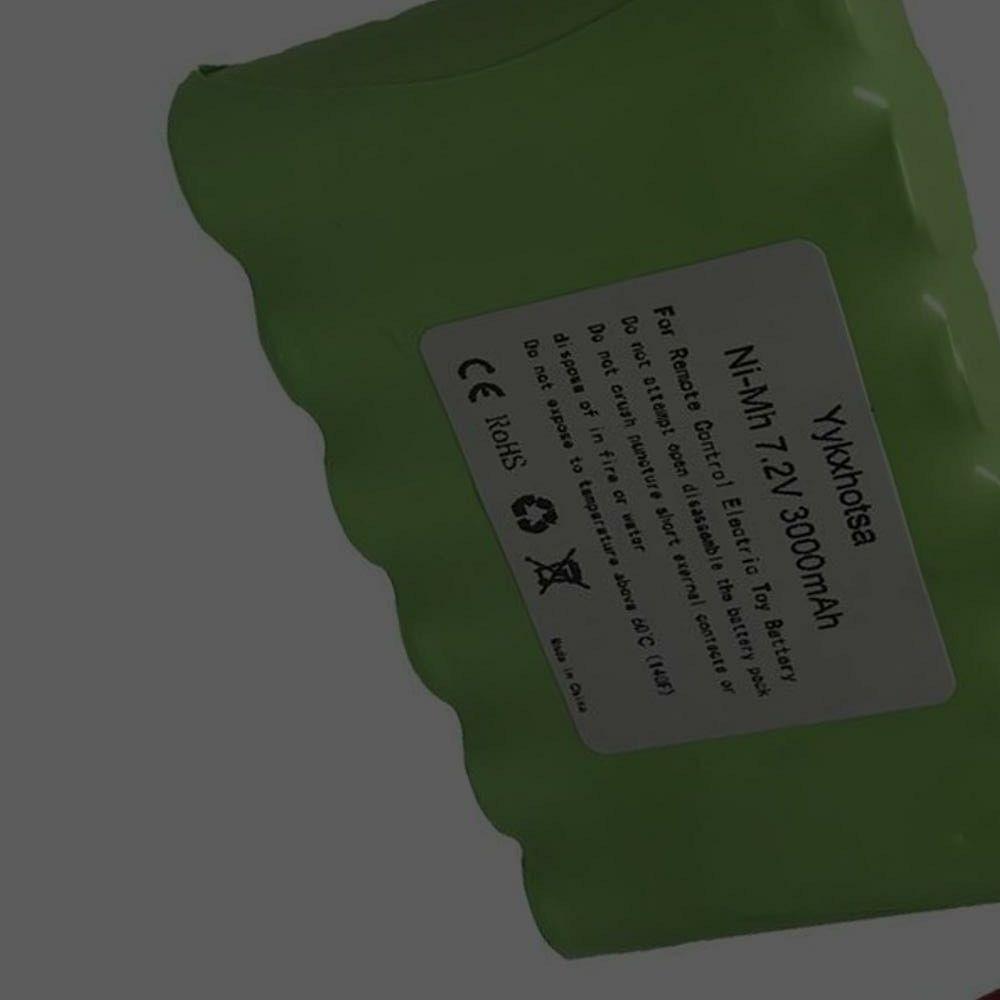 Yykxhotsa
Ni-Mh 7.2V 3000mAh
For Remote Control Electric Toy Battery
Do not attempt open disassemble the battery pack
Do not crush puncture short exernal contacts or
dispose of in fire or water
Do not expose to temperature above 60°C (140F)
CE RoHS
Made in China